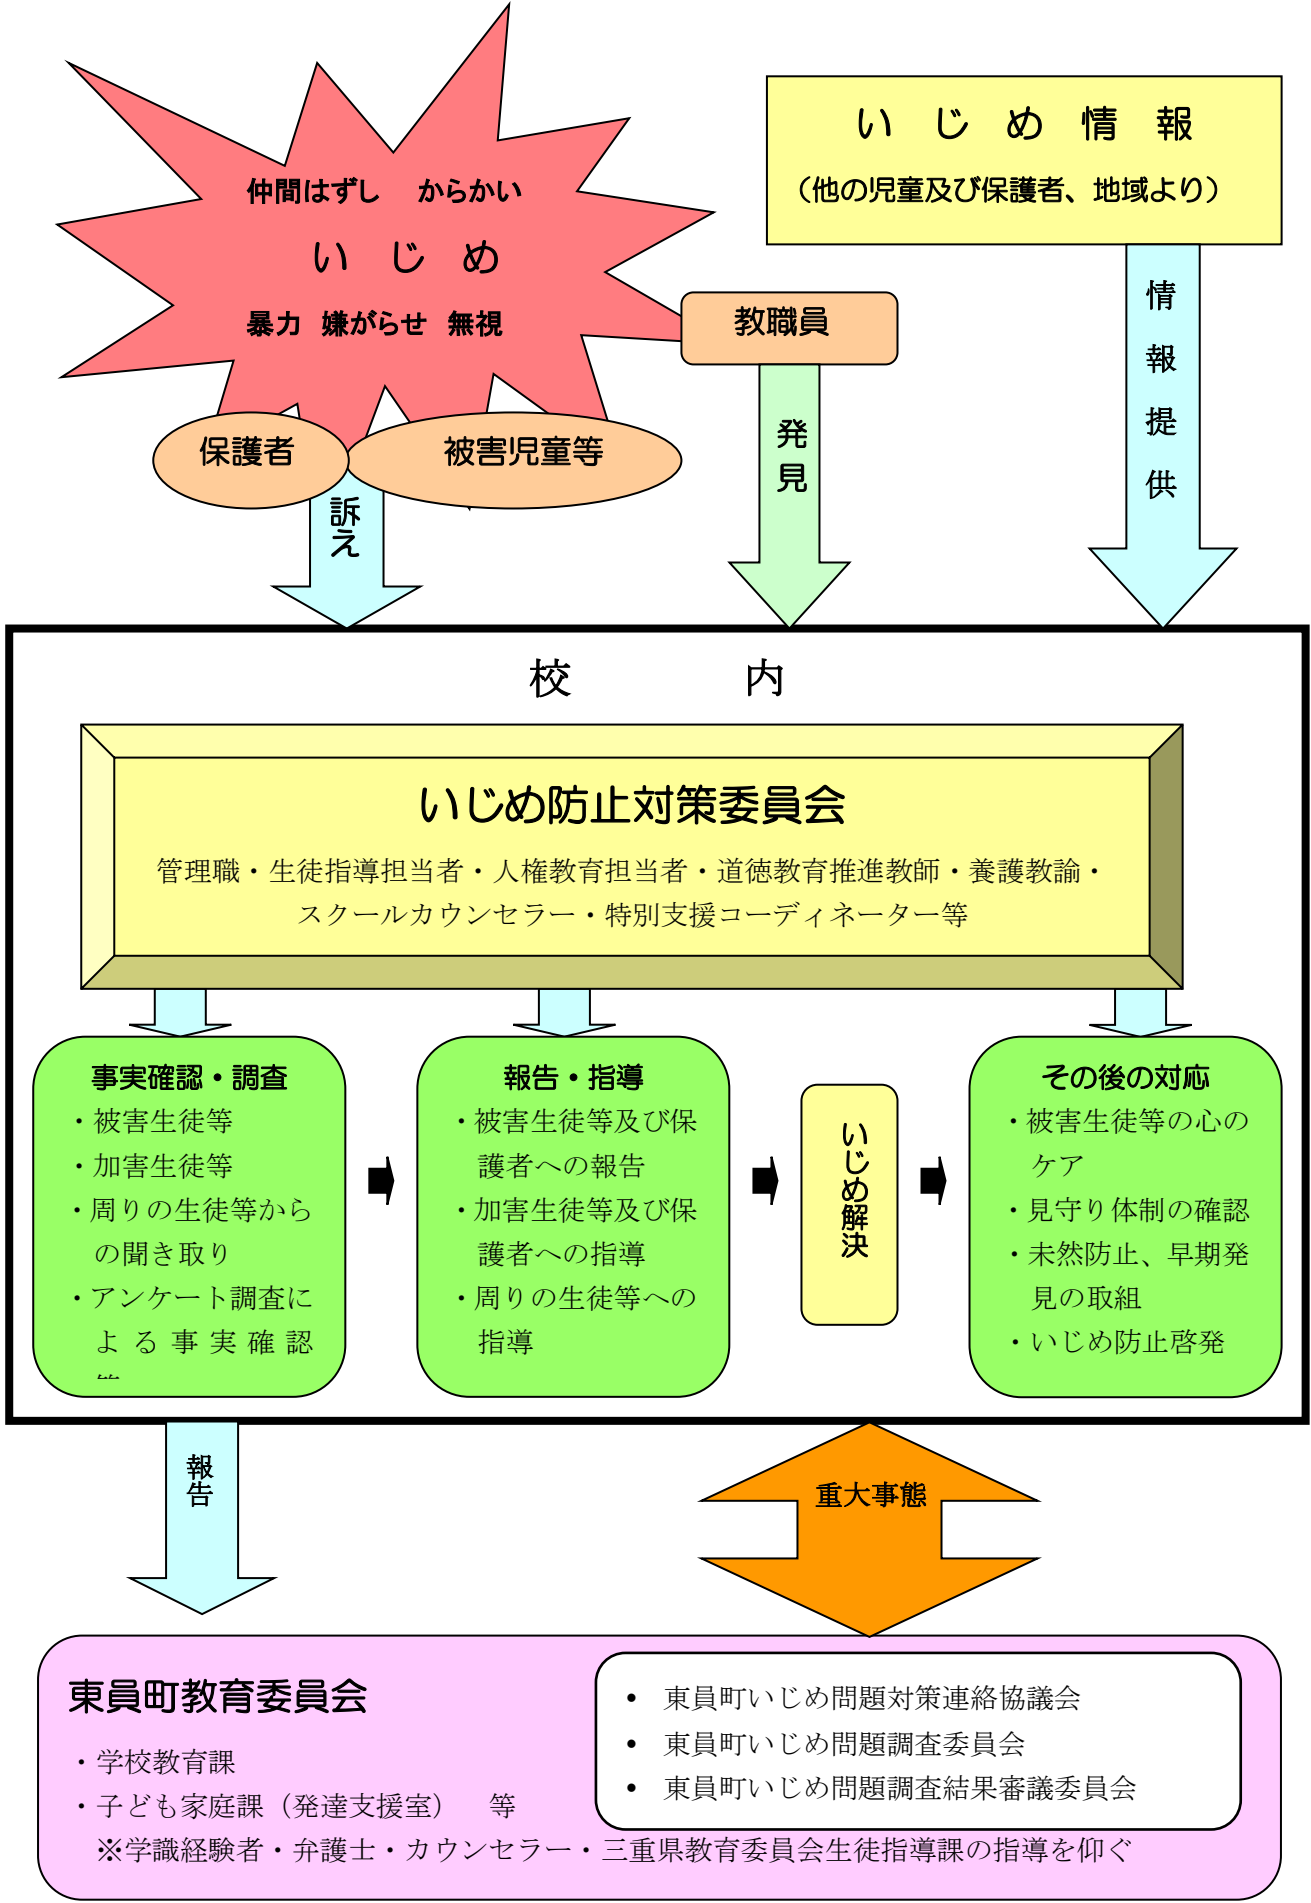 仲間はずし　からかい
い　じ　め
暴力　嫌がらせ　無視
い　じ　め　情　報
（他の児童及び保護者、地域より）
教職員
保護者
被害児童等
訴え
発見
情報提供
校　　　　内
いじめ防止対策委員会
管理職・生徒指導担当者・人権教育担当者・道徳教育推進教師・養護教諭・
スクールカウンセラー・特別支援コーディネーター等
事実確認・調査
・被害生徒等
・加害生徒等
・周りの生徒等から
の聞き取り
・アンケート調査に
よる事実確認
報告・指導
・被害生徒等及び保
護者への報告
・加害生徒等及び保
護者への指導
・周りの生徒等への
指導
いじめ解決
その後の対応
・被害生徒等の心の
ケア
・見守り体制の確認
・未然防止、早期発
見の取組
・いじめ防止啓発
報告
重大事態
東員町教育委員会
・学校教育課
・子ども家庭課（発達支援室）　等
※学識経験者・弁護士・カウンセラー・三重県教育委員会生徒指導課の指導を仰ぐ
• 東員町いじめ問題対策連絡協議会
• 東員町いじめ問題調査委員会
• 東員町いじめ問題調査結果審議委員会